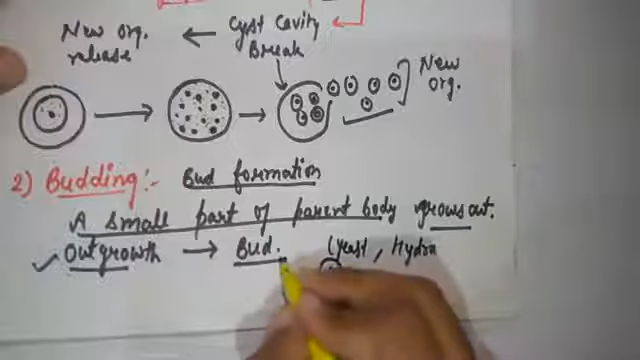 New org. release ← Cyst Cavity Break
New org.
2) Budding:- Bud formation
A small part of parent body grows out.
✓ Outgrowth → Bud. (Yeast, Hydra